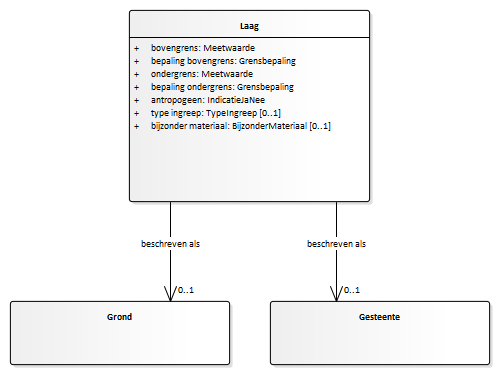 Laag
+ bovengrens: Meetwaarde
+ bepaling bovengrens: Grensbepaling
+ ondergrens: Meetwaarde
+ bepaling ondergrens: Grensbepaling
+ antropogeen: IndicatieJaNee
+ type ingreep: TypeIngreep [0..1]
+ bijzonder materiaal: BijzonderMateriaal [0..1]
beschreven als
beschreven als
0..1
0..1
Grond
Gesteente